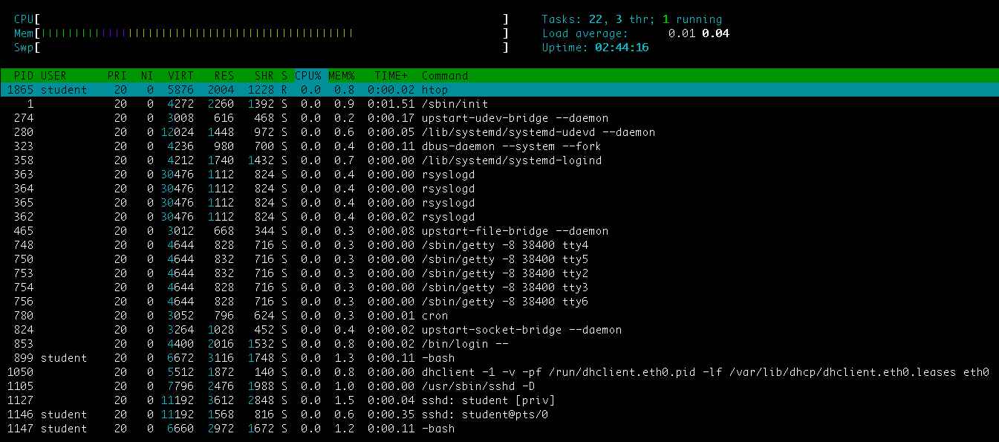 CPU[ ] Tasks: 22, 3 thr; 1 running
Mem[||||||||||||||||||||||||||||||||||||||||||||||| ] Load average: 0.01 0.04
Swp[ ] Uptime: 02:44:16
PID USER PRI NI VIRT RES SHR S CPU% MEM% TIME+ Command
1865 student 20 0 5876 2004 1228 R 0.0 0.8 0:00.02 htop
1 20 0 4272 2260 1392 S 0.0 0.9 0:01.51 /sbin/init
274 20 0 3008 616 468 S 0.0 0.2 0:00.17 upstart-udev-bridge --daemon
280 20 0 12024 1448 972 S 0.0 0.6 0:00.05 /lib/systemd/systemd-udevd --daemon
323 20 0 4236 980 700 S 0.0 0.4 0:00.11 dbus-daemon --system --fork
358 20 0 4212 1740 1432 S 0.0 0.7 0:00.00 /lib/systemd/systemd-logind
363 20 0 30476 1112 824 S 0.0 0.4 0:00.00 rsyslogd
364 20 0 30476 1112 824 S 0.0 0.4 0:00.00 rsyslogd
365 20 0 30476 1112 824 S 0.0 0.4 0:00.00 rsyslogd
362 20 0 30476 1112 824 S 0.0 0.4 0:00.02 rsyslogd
465 20 0 3012 668 344 S 0.0 0.3 0:00.08 upstart-file-bridge --daemon
748 20 0 4644 828 716 S 0.0 0.3 0:00.00 /sbin/getty -8 38400 tty4
750 20 0 4644 832 716 S 0.0 0.3 0:00.00 /sbin/getty -8 38400 tty5
753 20 0 4644 832 716 S 0.0 0.3 0:00.00 /sbin/getty -8 38400 tty2
754 20 0 4644 828 716 S 0.0 0.3 0:00.00 /sbin/getty -8 38400 tty3
756 20 0 4644 828 716 S 0.0 0.3 0:00.00 /sbin/getty -8 38400 tty6
780 20 0 3052 796 624 S 0.0 0.3 0:00.01 cron
824 20 0 3264 1028 452 S 0.0 0.4 0:00.02 upstart-socket-bridge --daemon
853 20 0 4400 2016 1532 S 0.0 0.8 0:00.02 /bin/login --
899 student 20 0 6672 3116 1748 S 0.0 1.3 0:00.11 -bash
1050 20 0 5512 1872 140 S 0.0 0.8 0:00.00 dhclient -1 -v -pf /run/dhclient.eth0.pid -lf /var/lib/dhcp/dhclient.eth0.leases eth0
1105 20 0 7796 2476 1988 S 0.0 1.0 0:00.00 /usr/sbin/sshd -D
1127 20 0 11192 3612 2848 S 0.0 1.5 0:00.04 sshd: student [priv]
1146 student 20 0 11192 1568 816 S 0.0 0.6 0:00.35 sshd: student@pts/0
1147 student 20 0 6660 2972 1672 S 0.0 1.2 0:00.11 -bash